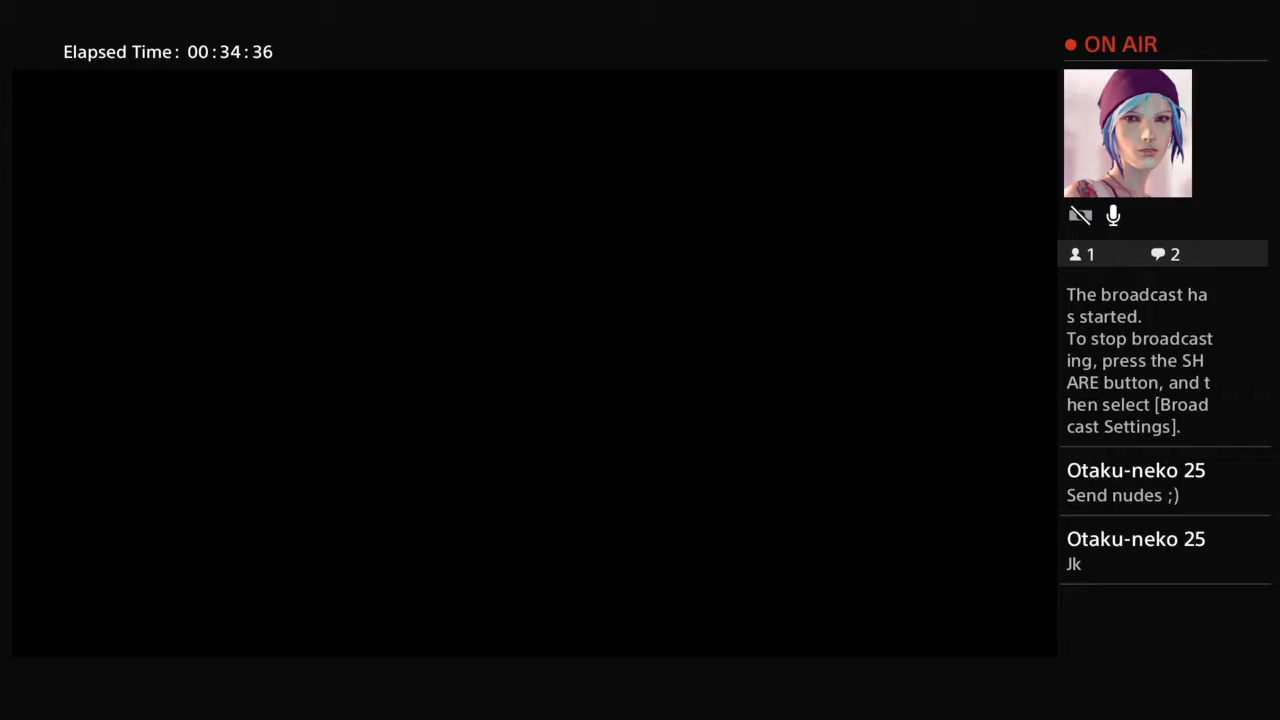 Elapsed Time: 00:34:36
ON AIR
1 2
The broadcast ha
s started.
To stop broadcast
ing, press the SH
ARE button, and t
hen select [Broad
cast Settings].
Otaku-neko 25
Send nudes ;)
Otaku-neko 25
Jk